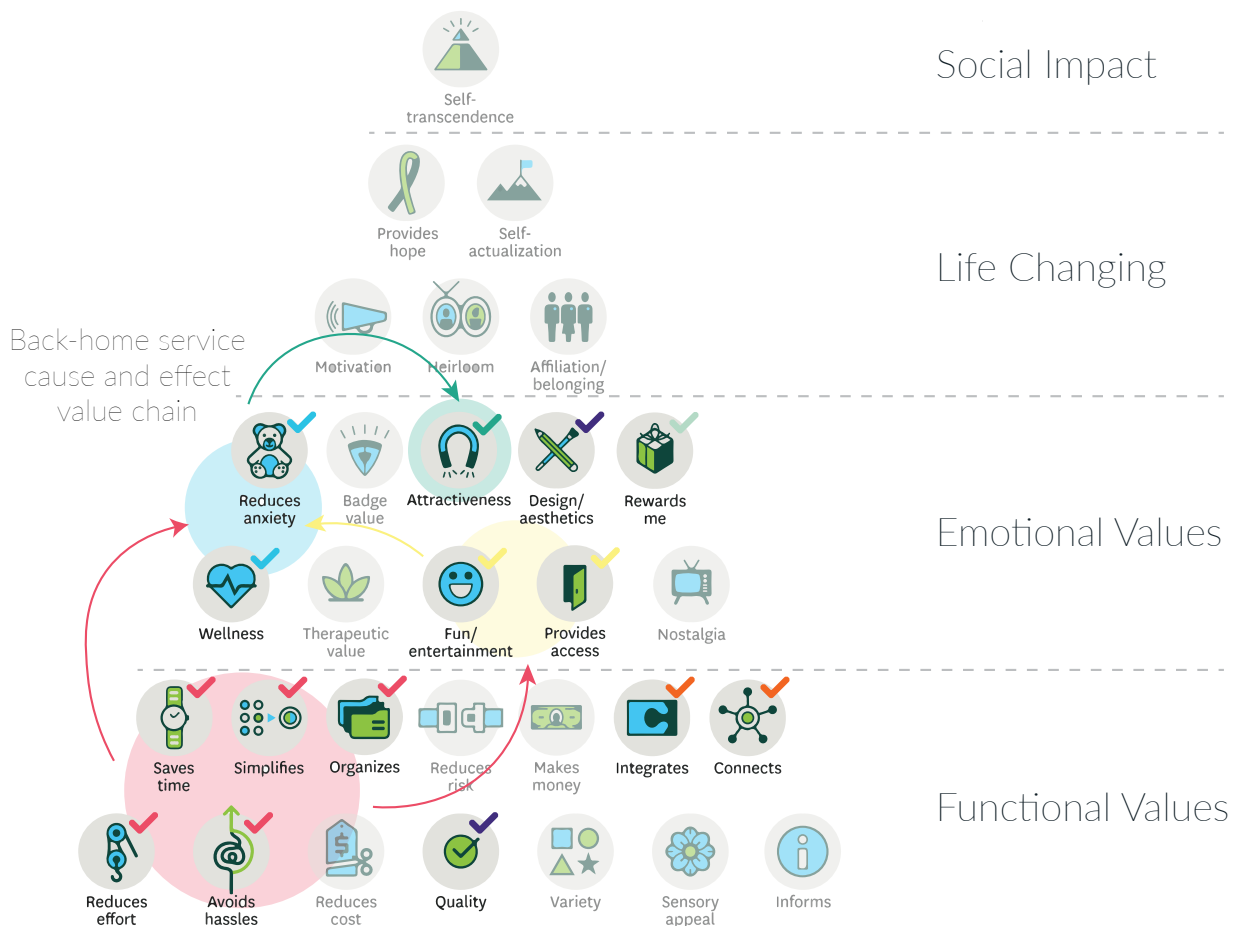 Social Impact
Self-
transcendence
Life Changing
Provides
hope
Self-
actualization
Motivation
Heirloom
Affiliation/
belonging
Back-home service
cause and effect
value chain
Emotional Values
Reduces
anxiety
Badge
value
Attractiveness
Design/
aesthetics
Rewards
me
Wellness
Therapeutic
value
Fun/
entertainment
Provides
access
Nostalgia
Functional Values
Saves
time
Simplifies
Organizes
Reduces
risk
Makes
money
Integrates
Connects
$
Reduces
effort
Avoids
hassles
Reduces
cost
Quality
Variety
Sensory
appeal
i
Informs